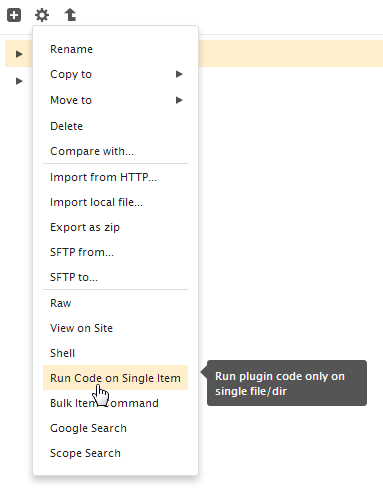 Rename
Copy to
Move to
Delete
Compare with...
Import from HTTP...
Import local file...
Export as zip
SFTP from...
SFTP to...
Raw
View on Site
Shell
Run Code on Single Item
Run plugin code only on
single file/dir
Bulk Item Command
Google Search
Scope Search